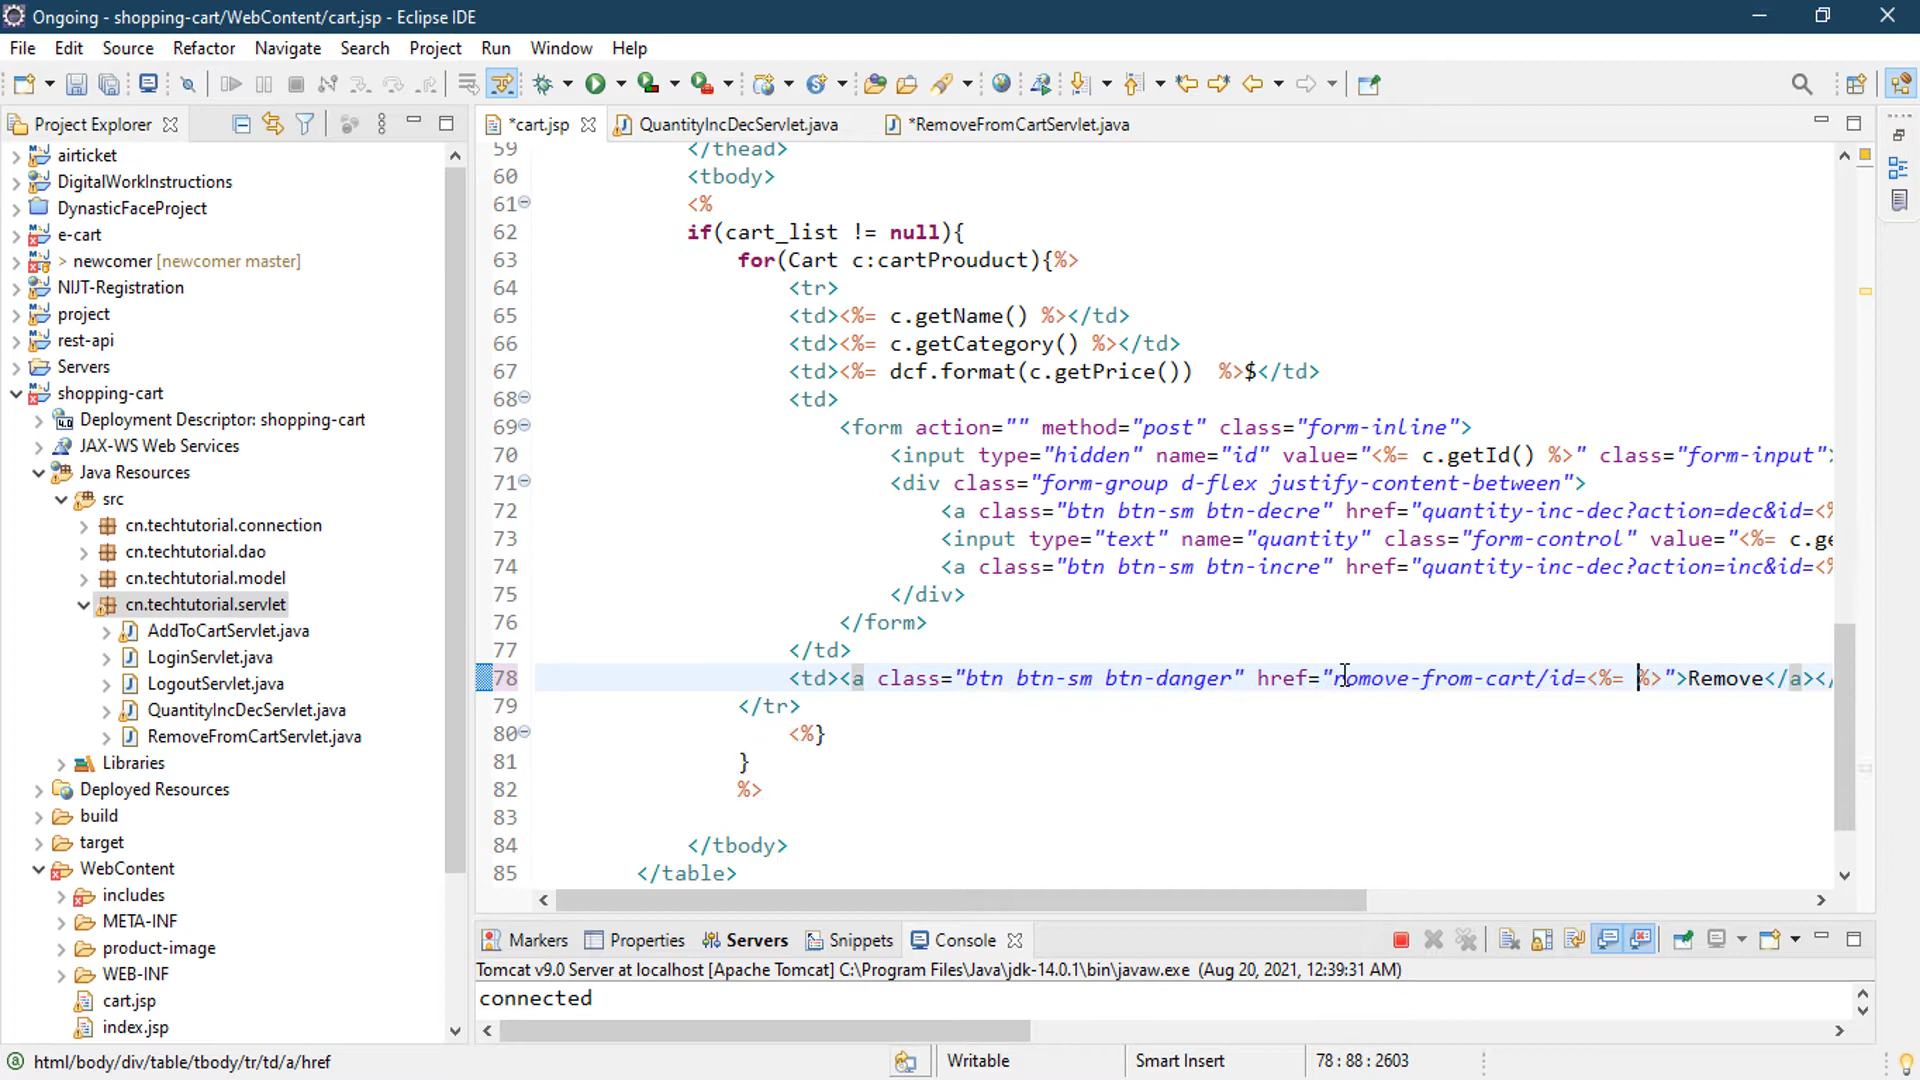 Ongoing - shopping-cart/WebContent/cart.jsp - Eclipse IDE
File Edit Source Refactor Navigate Search Project Run Window Help
Project Explorer
airticket
DigitalWorkInstructions
DynasticFaceProject
e-cart
> newcomer [newcomer master]
NIJT-Registration
project
rest-api
Servers
shopping-cart
Deployment Descriptor: shopping-cart
JAX-WS Web Services
Java Resources
src
cn.techtutorial.connection
cn.techtutorial.dao
cn.techtutorial.model
cn.techtutorial.servlet
AddToCartServlet.java
LoginServlet.java
LogoutServlet.java
QuantityIncDecServlet.java
RemoveFromCartServlet.java
Libraries
Deployed Resources
build
target
WebContent
includes
META-INF
product-image
WEB-INF
cart.jsp
index.jsp
*cart.jsp QuantityIncDecServlet.java *RemoveFromCartServlet.java
59 </thead>
60 <tbody>
61 <%
62 if(cart_list != null){
63 for(Cart c:cartProuduct){%>
64 <tr>
65 <td><%= c.getName() %></td>
66 <td><%= c.getCategory() %></td>
67 <td><%= dcf.format(c.getPrice()) %>$</td>
68 <td>
69 <form action="" method="post" class="form-inline">
70 <input type="hidden" name="id" value="<%= c.getId() %>" class="form-input">
71 <div class="form-group d-flex justify-content-between">
72 <a class="btn btn-sm btn-decre" href="quantity-inc-dec?action=dec&id=<%
73 <input type="text" name="quantity" class="form-control" value="<%= c.ge
74 <a class="btn btn-sm btn-incre" href="quantity-inc-dec?action=inc&id=<%
75 </div>
76 </form>
77 </td>
78 <td><a class="btn btn-sm btn-danger" href="romove-from-cart/id=<%= %>">Remove</a></
79 </tr>
80 <%}
81 }
82 %>
83
84 </tbody>
85 </table>
Markers Properties Servers Snippets Console
Tomcat v9.0 Server at localhost [Apache Tomcat] C:\Program Files\Java\jdk-14.0.1\bin\javaw.exe (Aug 20, 2021, 12:39:31 AM)
connected
html/body/div/table/tbody/tr/td/a/href Writable Smart Insert 78 : 88 : 2603